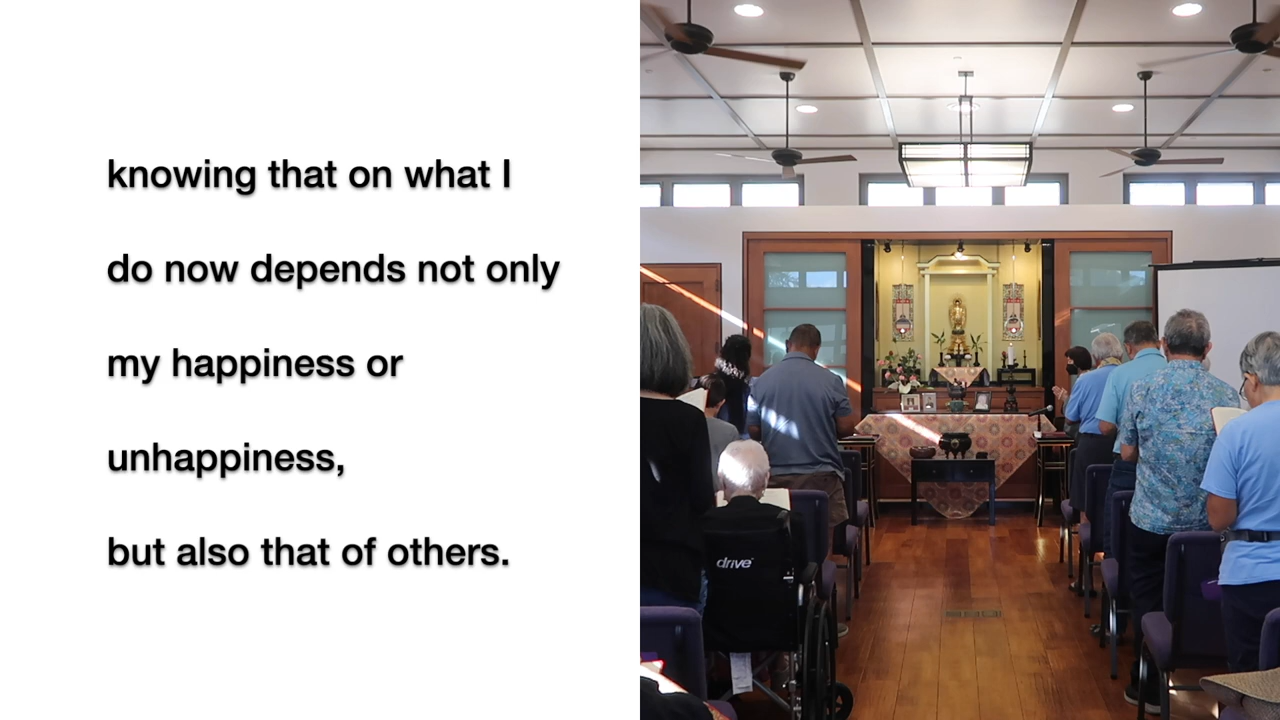 knowing that on what I
do now depends not only
my happiness or
unhappiness,
but also that of others.
drive